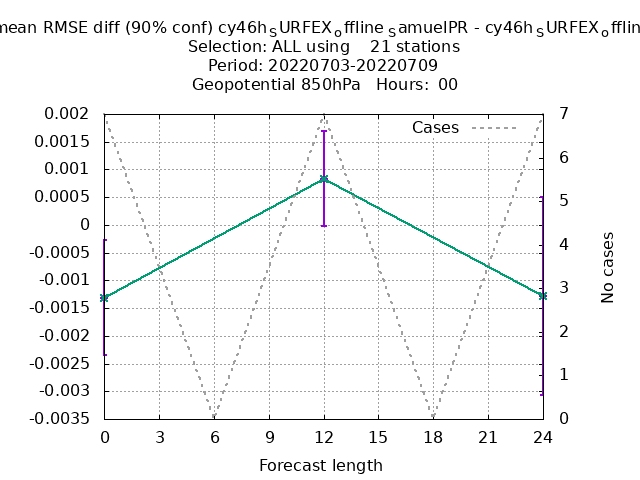 mean RMSE diff (90% conf) cy46h_SURFEX_offline_samuelPR - cy46h_SURFEX_offlin
Selection: ALL using 21 stations
Period: 20220703-20220709
Geopotential 850hPa Hours: 00
Cases
0.002
0.0015
0.001
0.0005
0
-0.0005
-0.001
-0.0015
-0.002
-0.0025
-0.003
-0.0035
7
6
5
4
3
2
1
0
No cases
0 3 6 9 12 15 18 21 24
Forecast length